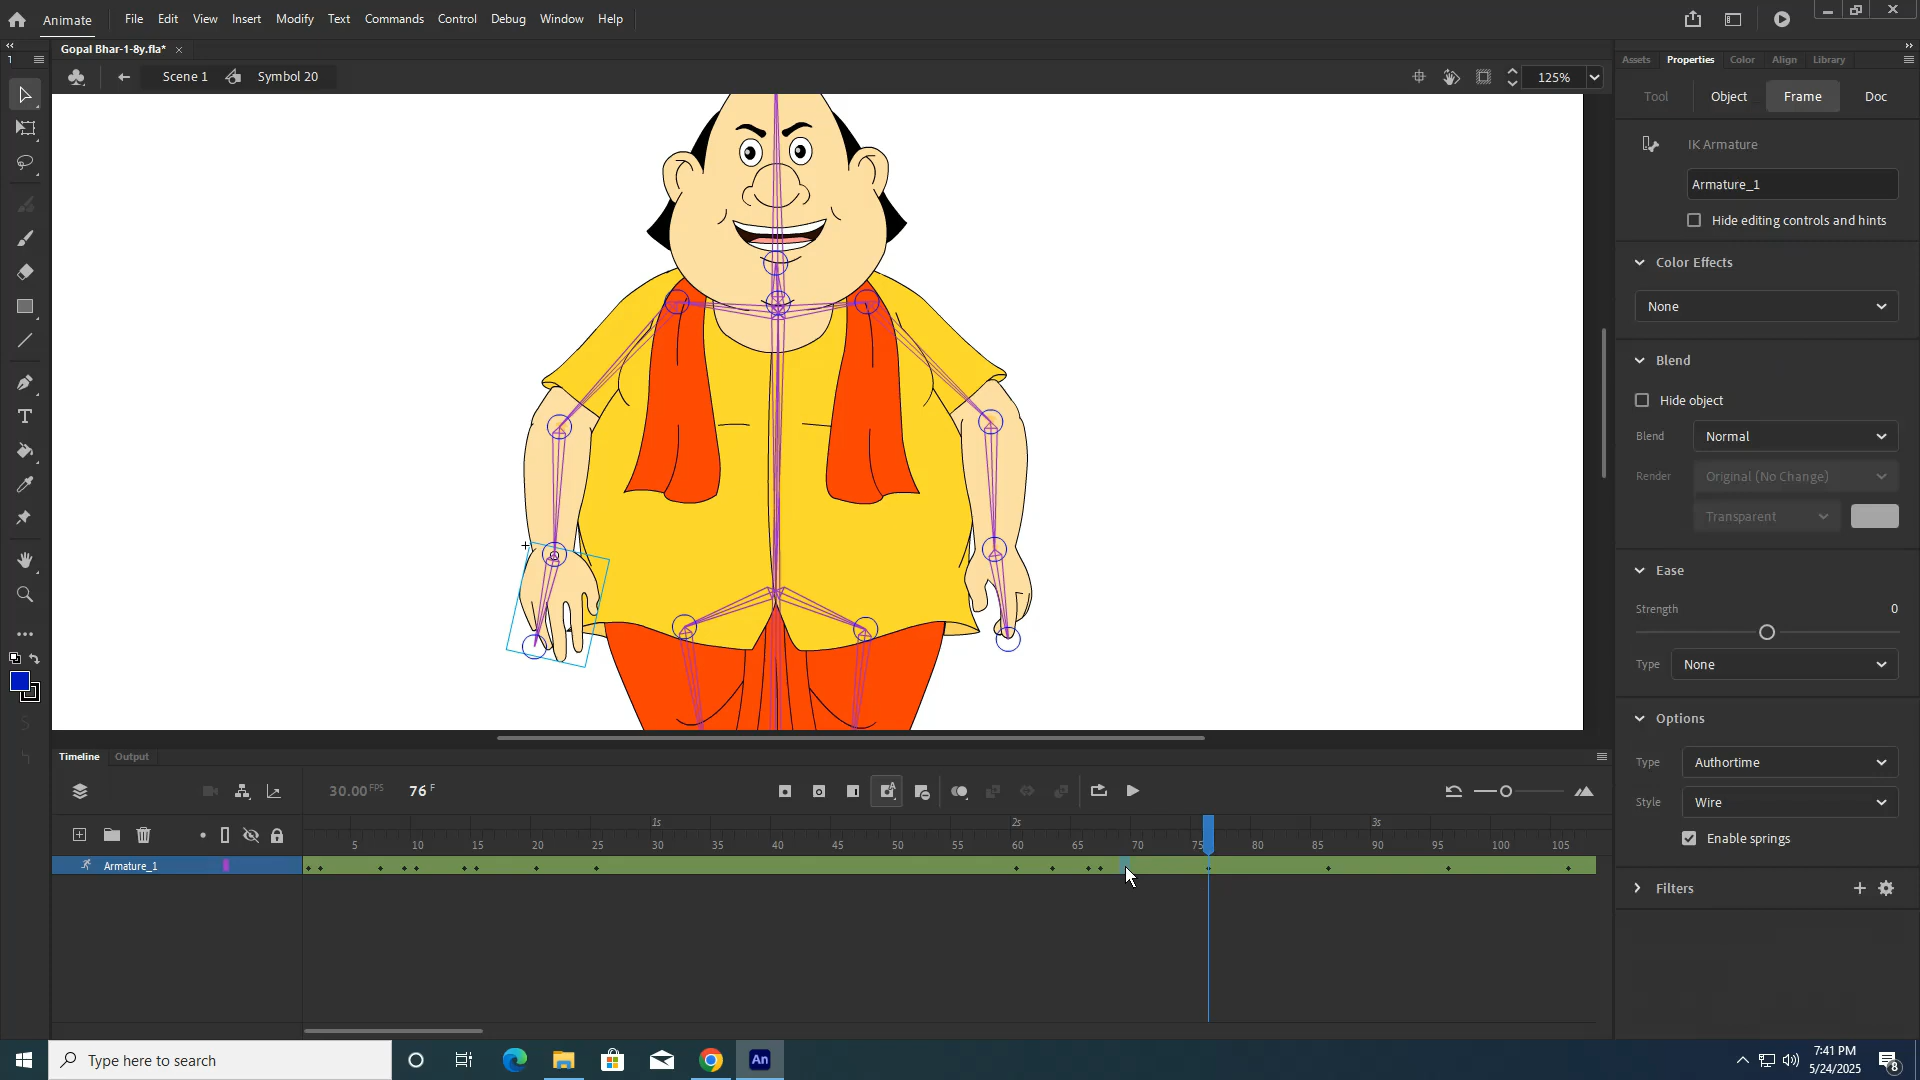 Animate
File Edit View Insert Modify Text Commands Control Debug Window Help
Gopal Bhar-1-8y.fla*
Assets Properties Color Align Library
1
Scene 1 Symbol 20
125%
Tool Object Frame Doc
IK Armature
Armature_1
Hide editing controls and hints
Color Effects
None
Blend
Hide object
Blend Normal
Render Original (No Change)
Transparent
Ease
Strength 0
Type None
Options
Type Authortime
Style Wire
Enable springs
Filters
Timeline Output
30.00 FPS 76 F
1s 2s 3s
5 10 15 20 25 30 35 40 45 50 55 60 65 70 75 80 85 90 95 100 105
Armature_1
Type here to search
An
7:41 PM
5/24/2025
8